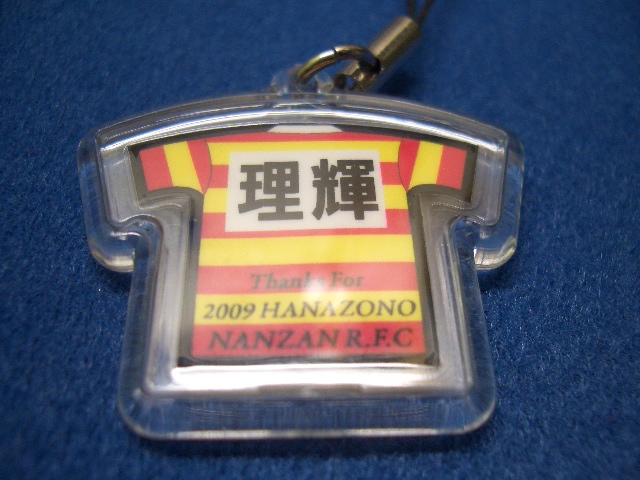 理輝
Thanks For
2009 HANAZONO
NANZAN R.F.C